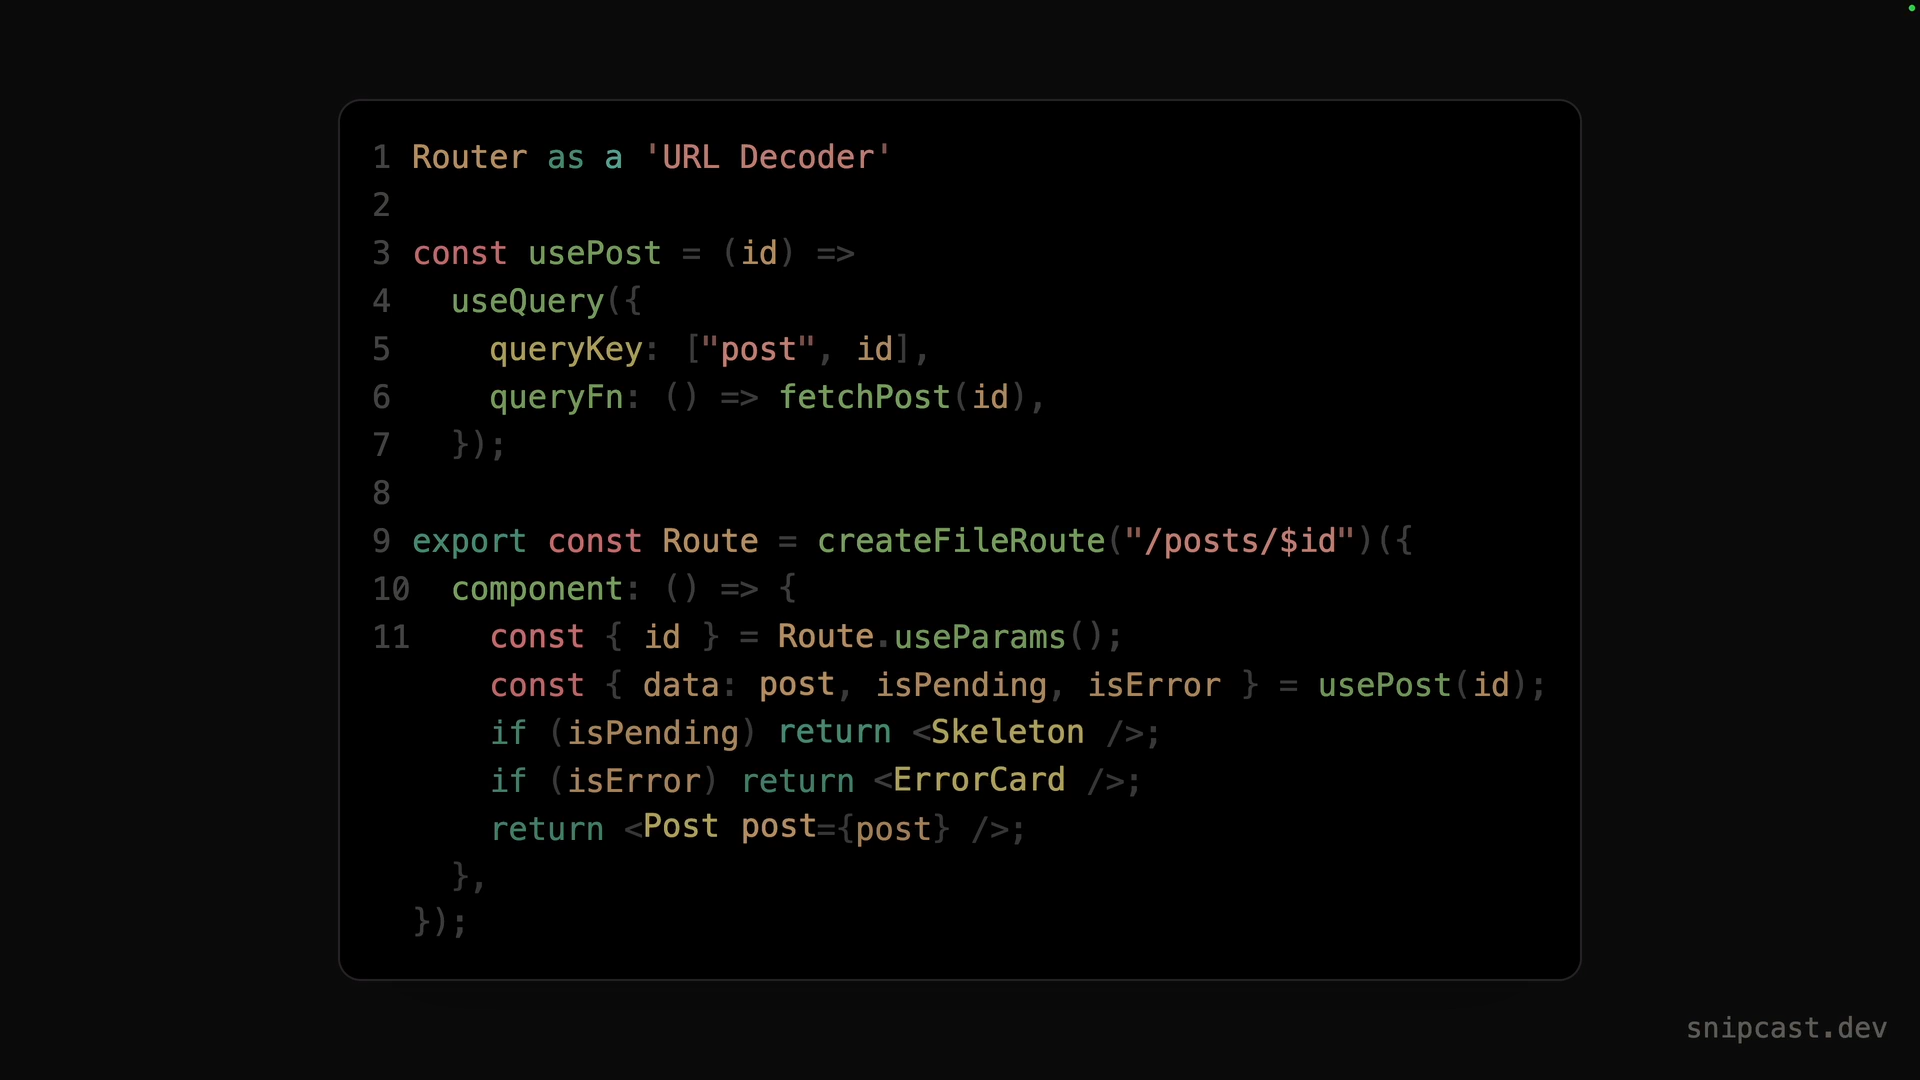 1 Router as a 'URL Decoder'
2
3 const usePost = (id) =>
4   useQuery({
5     queryKey: ["post", id],
6     queryFn: () => fetchPost(id),
7   });
8
9 export const Route = createFileRoute("/posts/$id")({
10   component: () => {
11     const { id } = Route.useParams();
    const { data: post, isPending, isError } = usePost(id);
    if (isPending) return <Skeleton />;
    if (isError) return <ErrorCard />;
    return <Post post={post} />;
  },
});
snipcast.dev